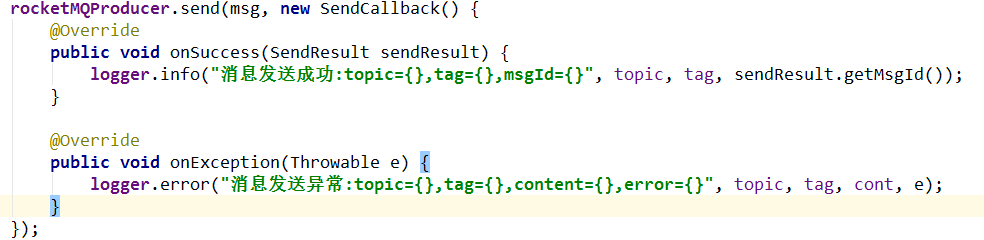 rocketMQProducer.send(msg, new SendCallback() {
    @Override
    public void onSuccess(SendResult sendResult) {
        logger.info("消息发送成功:topic={},tag={},msgId={}", topic, tag, sendResult.getMsgId());
    }

    @Override
    public void onException(Throwable e) {
        logger.error("消息发送异常:topic={},tag={},content={},error={}", topic, tag, cont, e);
    }
});